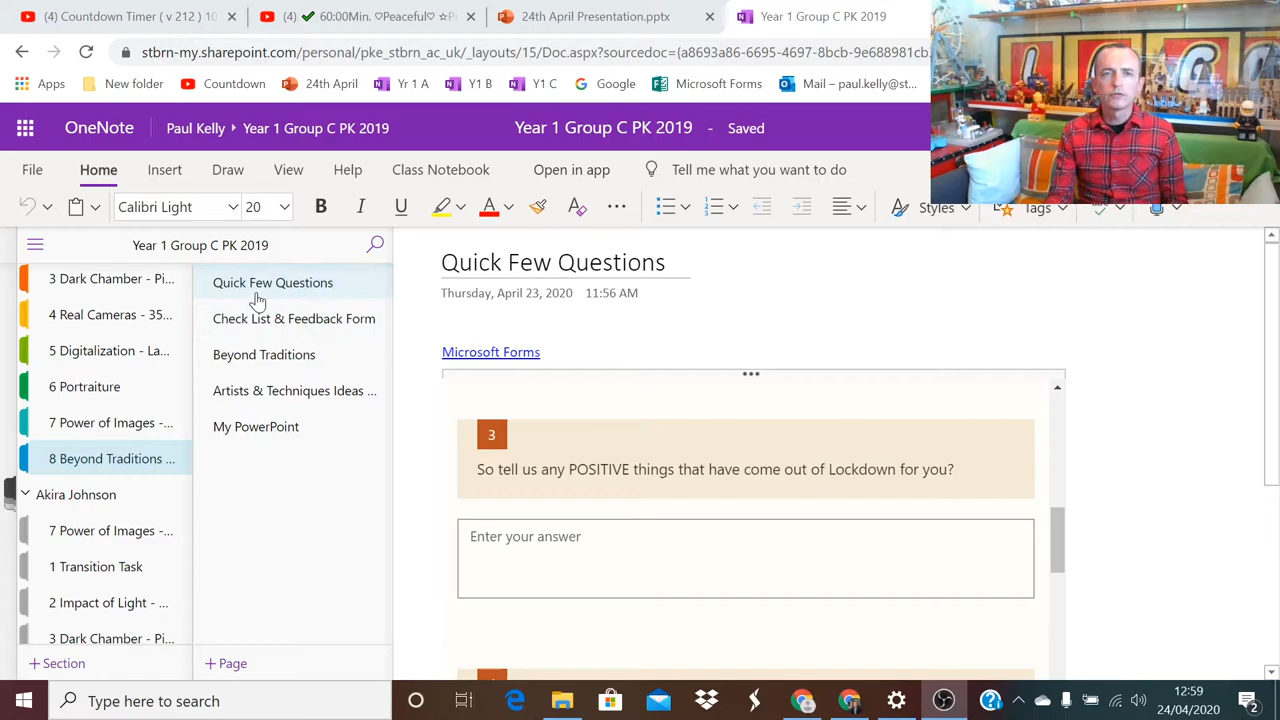 (4) Countdown Timer ( v 212 ) 1
(4) ✔ 60:00Min ♡Peaceful♡ ☆P
24th April Presentation.pptx
Year 1 Group C PK 2019
stbrn-my.sharepoint.com/personal/pke_stbrn_ac_uk/_layouts/15/Doc.aspx?sourcedoc={a8693a86-6695-4697-8bcb-9e688981cb
Apps
New folder
Countdown
24th April
Y1 B
Y1 C
Google
Microsoft Forms
Mail – paul.kelly@st
OneNote
Paul Kelly
Year 1 Group C PK 2019
Year 1 Group C PK 2019 - Saved
File
Home
Insert
Draw
View
Help
Class Notebook
Open in app
Tell me what you want to do
Calibri Light
20
B
I
U
A
Styles
Tags
Year 1 Group C PK 2019
3 Dark Chamber - Pi...
4 Real Cameras - 35...
5 Digitalization - La...
6 Portraiture
7 Power of Images -...
8 Beyond Traditions ...
Akira Johnson
7 Power of Images -...
1 Transition Task
2 Impact of Light - ...
3 Dark Chamber - Pi...
+ Section
Quick Few Questions
Check List & Feedback Form
Beyond Traditions
Artists & Techniques Ideas ...
My PowerPoint
+ Page
Quick Few Questions
Thursday, April 23, 2020 11:56 AM
Microsoft Forms
3
So tell us any POSITIVE things that have come out of Lockdown for you?
Enter your answer
Type here to search
12:59
24/04/2020
2